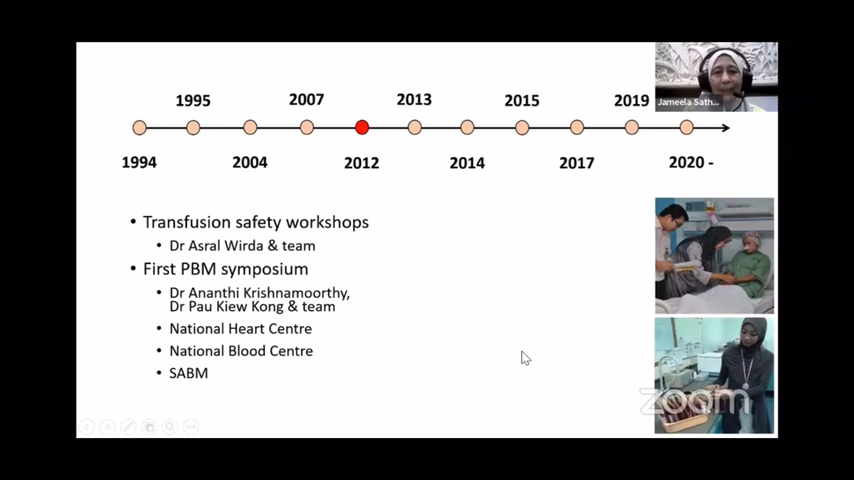 1995
2007
2013
2015
2019
Jameela Sath...
1994
2004
2012
2014
2017
2020 -
• Transfusion safety workshops
• Dr Asral Wirda & team
• First PBM symposium
• Dr Ananthi Krishnamoorthy,
Dr Pau Kiew Kong & team
• National Heart Centre
• National Blood Centre
• SABM
zoom